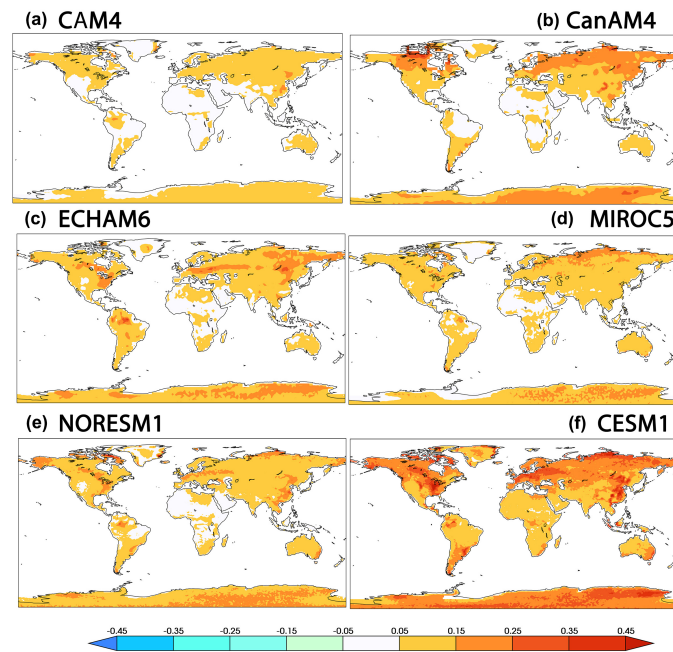 (a) CAM4
(b) CanAM4
(c) ECHAM6
(d) MIROC5
(e) NORESM1
(f) CESM1
-0.45 -0.35 -0.25 -0.15 -0.05 0.05 0.15 0.25 0.35 0.45